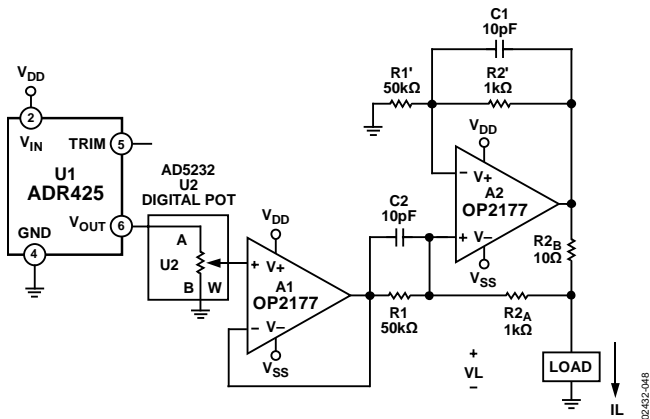 C1
10pF
R1'
50kΩ
R2'
1kΩ
VDD
2
VIN
TRIM
5
U1
ADR425
VOUT
6
GND
4
AD5232
U2
DIGITAL POT
A
U2
B
W
VDD
+
V+
A1
OP2177
−
V−
VSS
C2
10pF
R1
50kΩ
VDD
−
V+
A2
OP2177
+
V−
VSS
R2B
10Ω
R2A
1kΩ
+
VL
−
LOAD
IL
02432-048